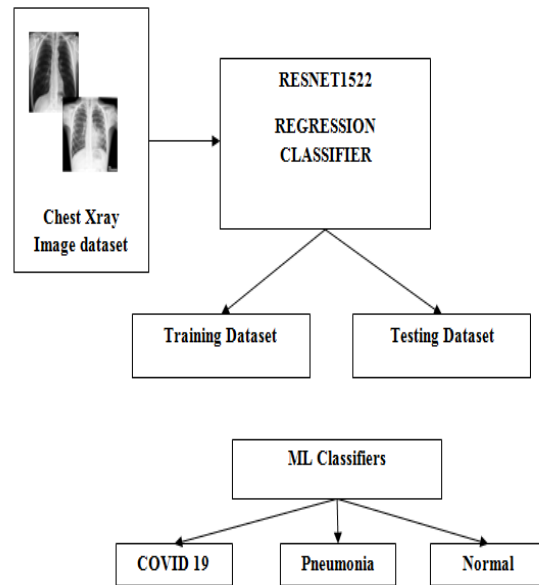 RESNET1522
REGRESSION
CLASSIFIER
Chest Xray
Image dataset
Training Dataset
Testing Dataset
ML Classifiers
COVID 19
Pneumonia
Normal